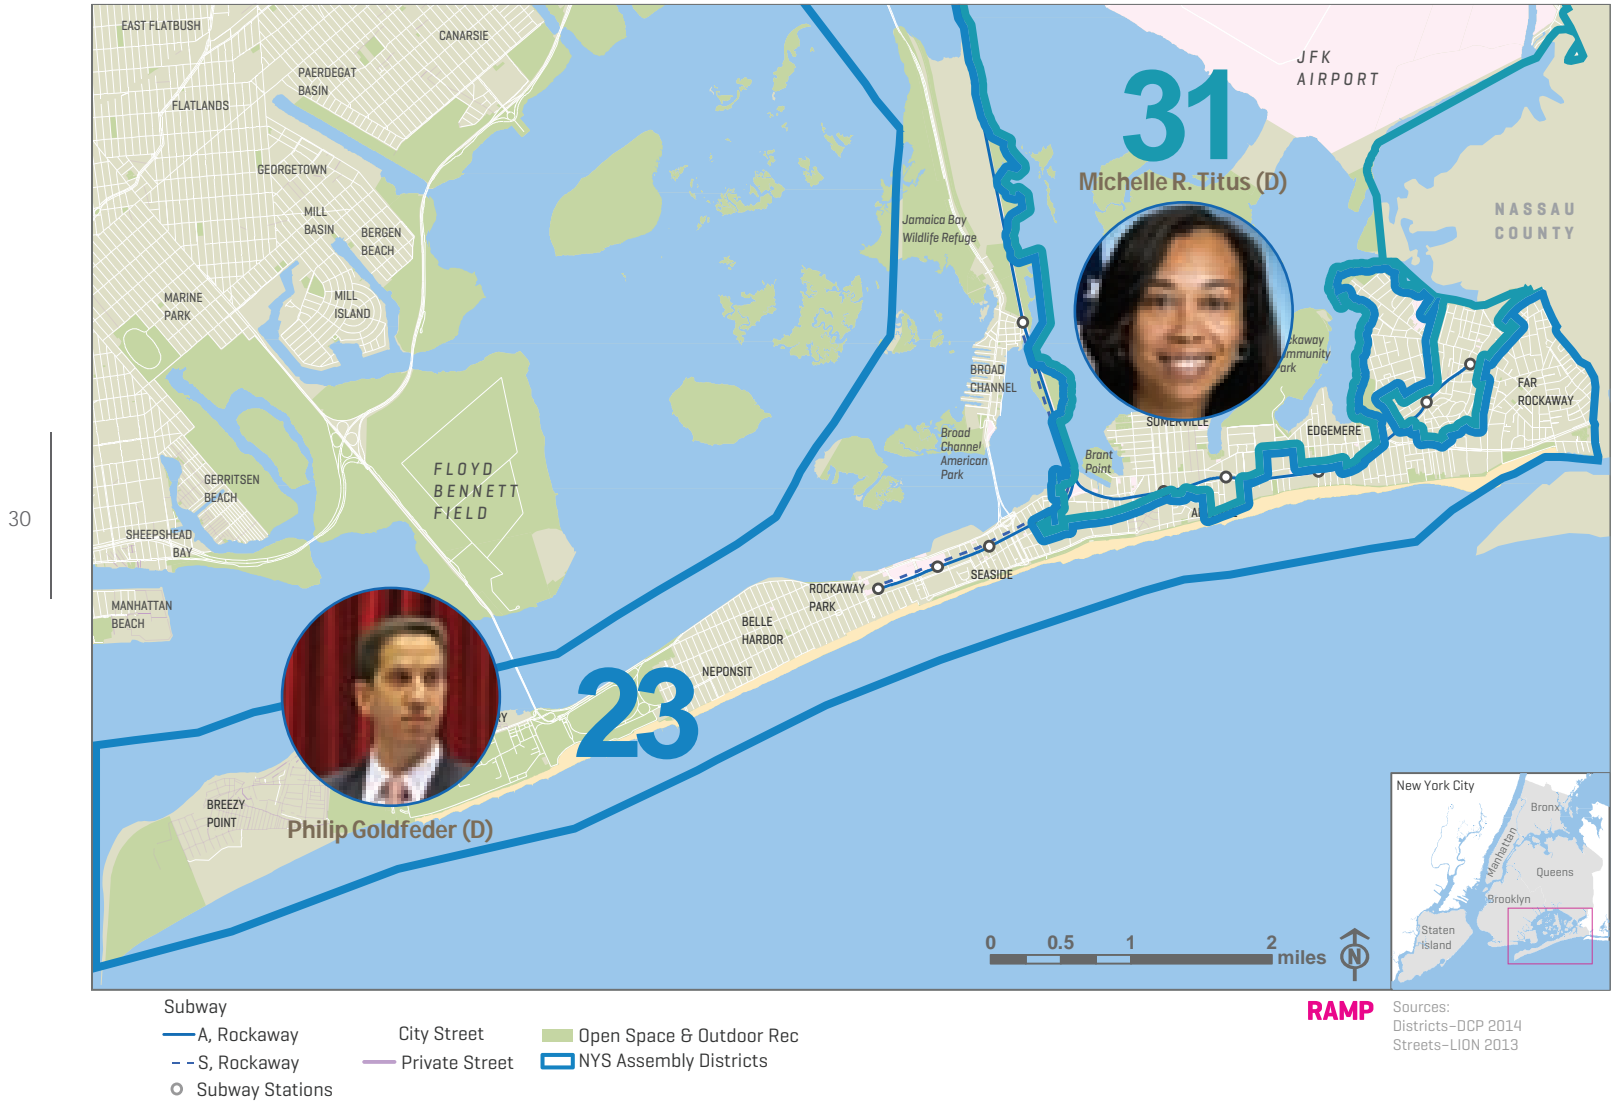 EAST FLATBUSH
CANARSIE
PAERDEGAT
BASIN
FLATLANDS
JFK
AIRPORT
31
Michelle R. Titus (D)
GEORGETOWN
MILL
BASIN
BERGEN
BEACH
Jamaica Bay
Wildlife Refuge
NASSAU
COUNTY
MARINE
PARK
MILL
ISLAND
ckaway
mmunity
ark
BROAD
CHANNEL
FAR
ROCKAWAY
SOMERVILLE
EDGEMERE
Broad
Channel
American
Park
Brant
Point
FLOYD
BENNETT
FIELD
GERRITSEN
BEACH
30
SHEEPSHEAD
BAY
SEASIDE
ROCKAWAY
PARK
MANHATTAN
BEACH
BELLE
HARBOR
NEPONSIT
23
RY
BREEZY
POINT
Philip Goldfeder (D)
New York City
Bronx
Manhattan
Queens
Brooklyn
Staten
Island
0 0.5 1 2
miles
N
Subway
A, Rockaway
S, Rockaway
Subway Stations
City Street
Private Street
Open Space & Outdoor Rec
NYS Assembly Districts
RAMP
Sources:
Districts–DCP 2014
Streets–LION 2013